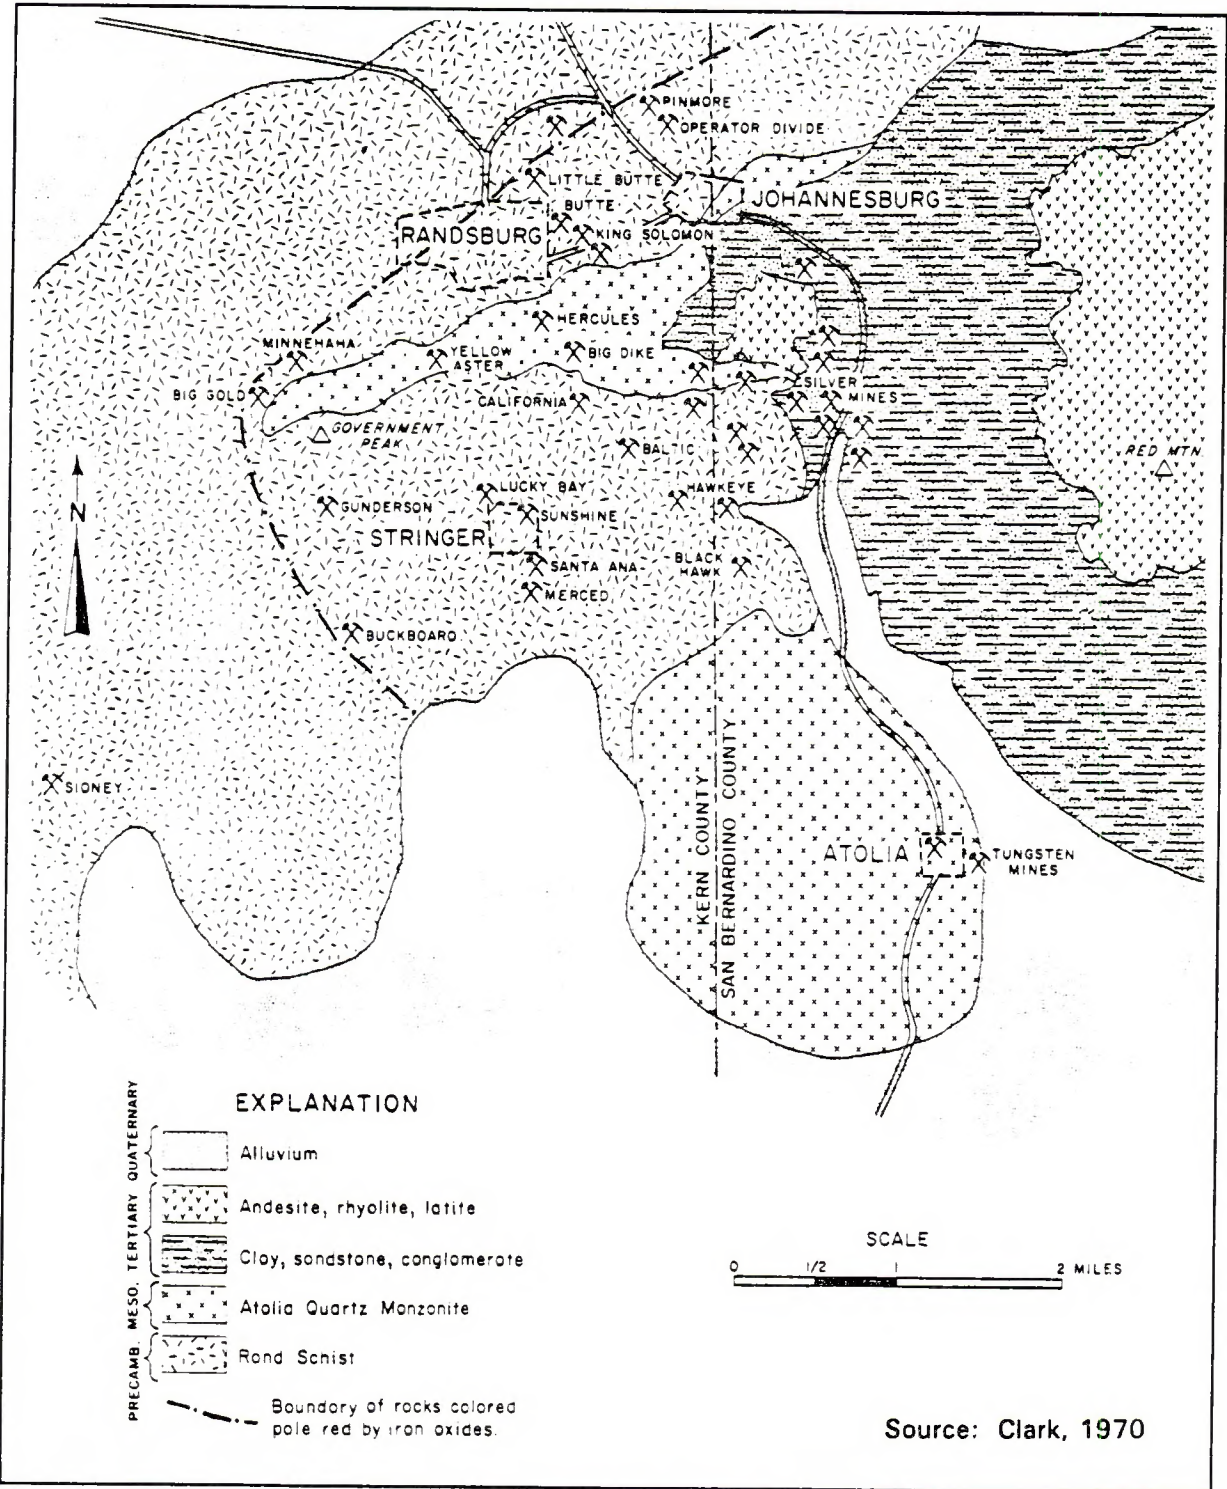 PINMORE
OPERATOR DIVIDE
LITTLE BUTTE
BUTTE
JOHANNESBURG
RANDSBURG
KING SOLOMON
HERCULES
MINNEHAHA
YELLOW
ASTER
BIG DIKE
SILVER
MINES
BIG GOLD
CALIFORNIA
GOVERNMENT
PEAK
BALTIC
RED MTN.
N
LUCKY BAY
HAWKEYE
GUNDERSON
SUNSHINE
STRINGER
SANTA ANA
BLACK
HAWK
MERCED
BUCKBOARD
SIDNEY
KERN COUNTY
SAN BERNARDINO COUNTY
ATOLIA
TUNGSTEN
MINES
EXPLANATION
QUATERNARY
Alluvium
TERTIARY
Andesite, rhyolite, latite
Clay, sandstone, conglomerate
MESO.
Atolia Quartz Monzonite
PRECAMB.
Rand Schist
Boundary of rocks colored
pale red by iron oxides.
SCALE
0 1/2 1 2 MILES
Source: Clark, 1970